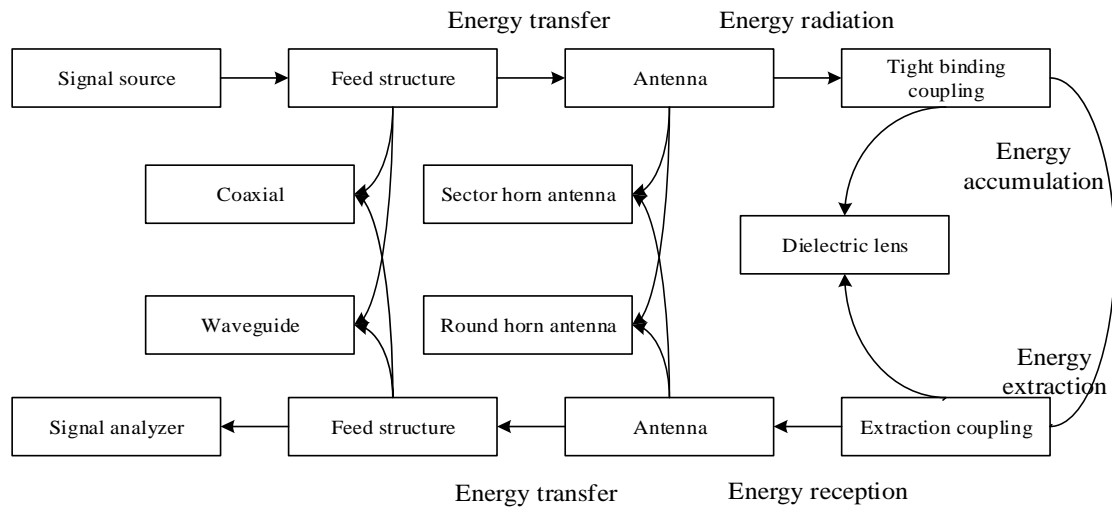 Energy transfer
Energy radiation
Signal source
Feed structure
Antenna
Tight binding
coupling
Energy
accumulation
Coaxial
Sector horn antenna
Dielectric lens
Waveguide
Round horn antenna
Energy
extraction
Signal analyzer
Feed structure
Antenna
Extraction coupling
Energy transfer
Energy reception